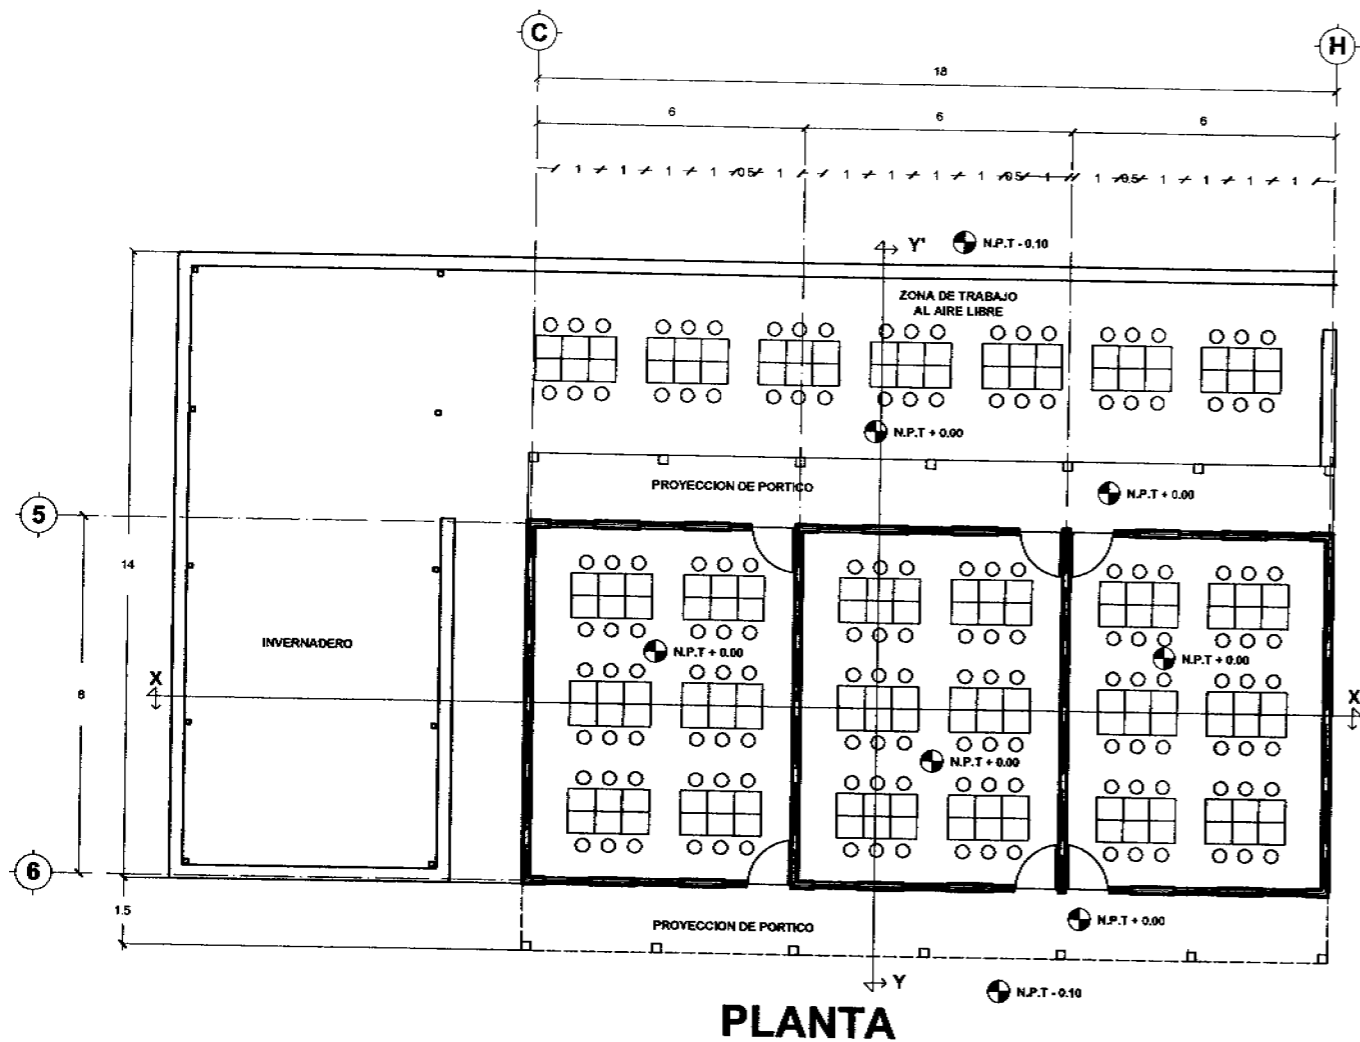 C
H
18
6 6 6
1 1 1 1 0.5 1 1 1 1 1 0.5 1 1 0.5 1 1 1 1
Y' N.P.T - 0.10
ZONA DE TRABAJO
AL AIRE LIBRE
N.P.T + 0.00
PROYECCION DE PORTICO
N.P.T + 0.00
5
14
INVERNADERO
N.P.T + 0.00
N.P.T + 0.00
X
8
X
N.P.T + 0.00
6
1.5
PROYECCION DE PORTICO
N.P.T + 0.00
Y
N.P.T - 0.10
PLANTA